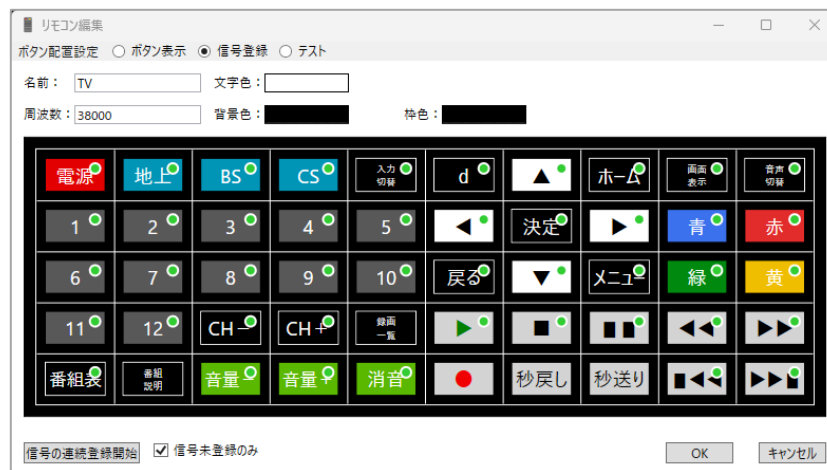 リモコン編集
ボタン配置設定 ボタン表示 信号登録 テスト
名前： TV 文字色：
周波数： 38000 背景色： 枠色：
電源 地上 BS CS 入力切替 d ▲ ホーム 画面表示 音声切替
1 2 3 4 5 ◀ 決定 ▶ 青 赤
6 7 8 9 10 戻る ▼ メニュー 緑 黄
11 12 CH－ CH＋ 録画一覧 ▶ ■ ▮▮ ◀◀ ▶▶
番組表 番組説明 音量－ 音量＋ 消音 ● 秒戻し 秒送り ▮◀◀ ▶▶▮
信号の連続登録開始 信号未登録のみ OK キャンセル